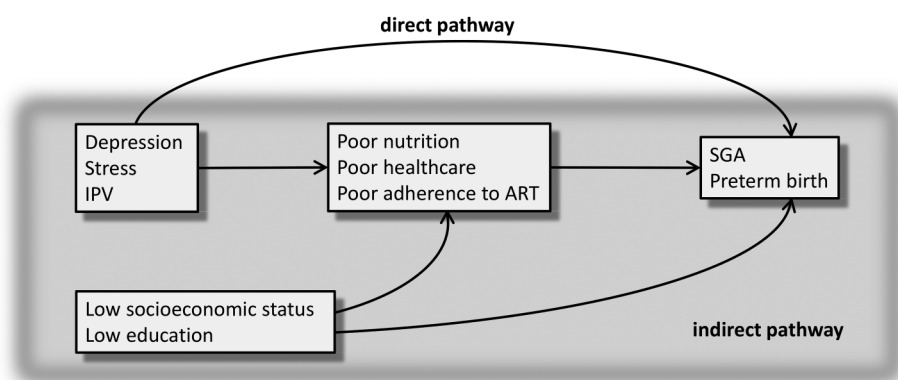 direct pathway
Depression
Stress
IPV
Poor nutrition
Poor healthcare
Poor adherence to ART
SGA
Preterm birth
Low socioeconomic status
Low education
indirect pathway